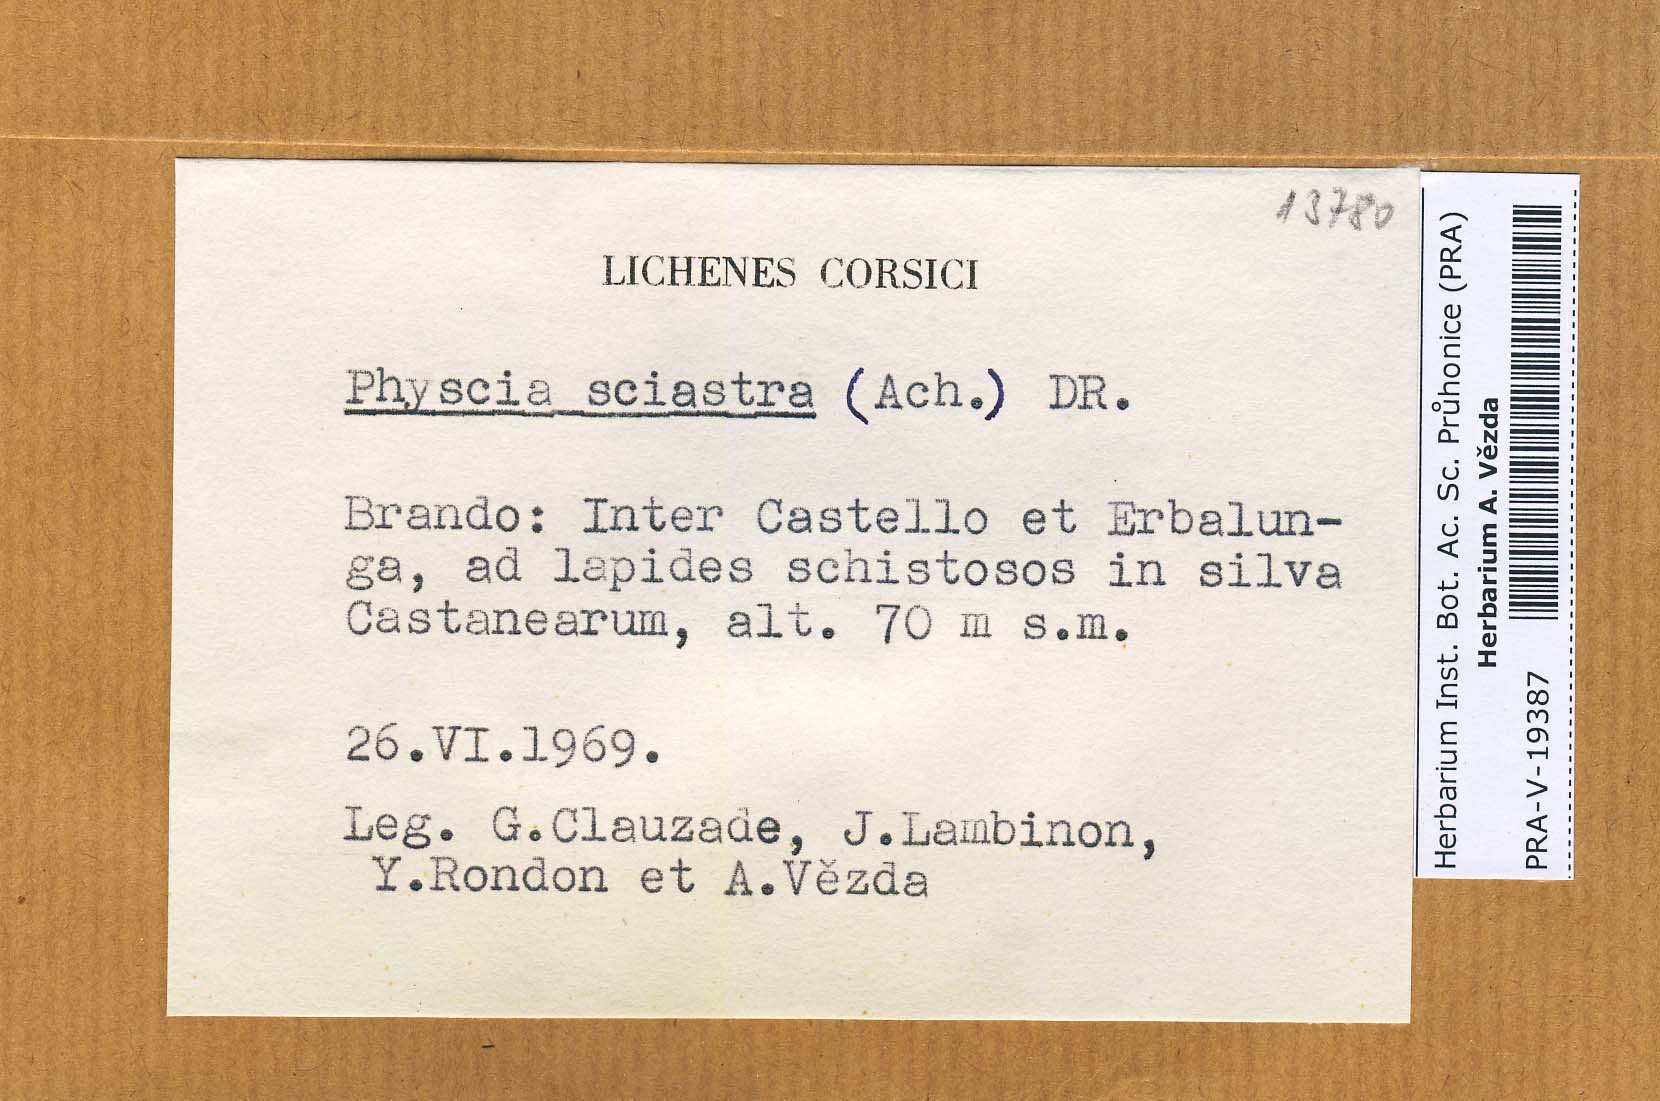 13780
LICHENES CORSICI
Physcia sciastra (Ach.) DR.
Brando: Inter Castello et Erbalun-
ga, ad lapides schistosos in silva
Castanearum, alt. 70 m s.m.
26.VI.1969.
Leg. G.Clauzade, J.Lambinon,
Y.Rondon et A.Vězda
Herbarium Inst. Bot. Ac. Sc. Průhonice (PRA)
Herbarium A. Vězda
PRA-V-19387